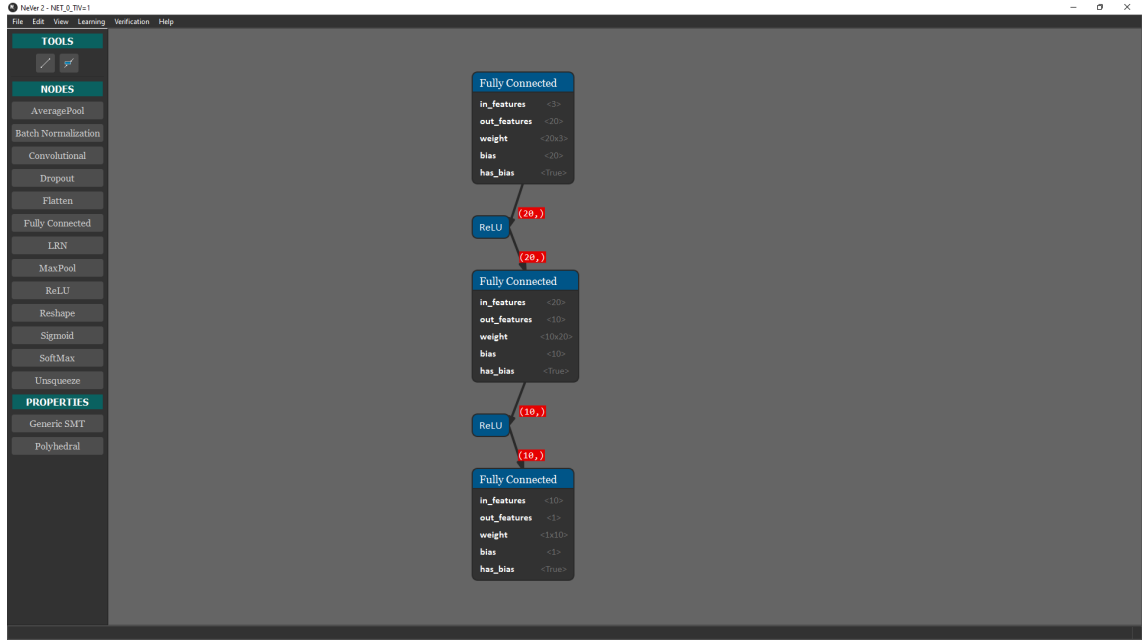 NeVer 2 - NET_0_TIV=1
File Edit View Learning Verification Help
TOOLS
NODES
AveragePool
Batch Normalization
Convolutional
Dropout
Flatten
Fully Connected
LRN
MaxPool
ReLU
Reshape
Sigmoid
SoftMax
Unsqueeze
PROPERTIES
Generic SMT
Polyhedral
Fully Connected
in_features <3>
out_features <20>
weight <20x3>
bias <20>
has_bias <True>
(20,)
ReLU
(20,)
Fully Connected
in_features <20>
out_features <10>
weight <10x20>
bias <10>
has_bias <True>
(10,)
ReLU
(10,)
Fully Connected
in_features <10>
out_features <1>
weight <1x10>
bias <1>
has_bias <True>